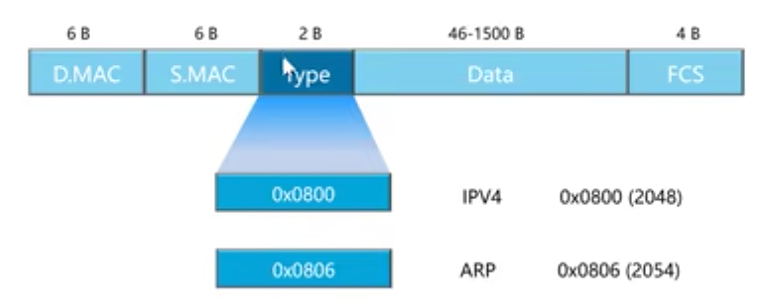 6 B 6 B 2 B 46-1500 B 4 B
D.MAC S.MAC Type Data FCS
0x0800 IPV4 0x0800 (2048)
0x0806 ARP 0x0806 (2054)